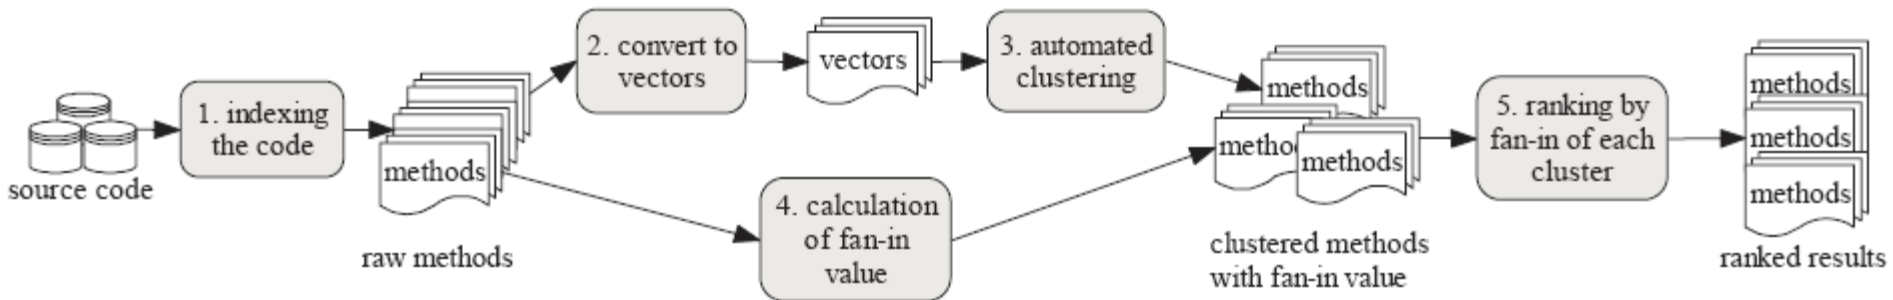 source code
1. indexing
the code
methods
raw methods
2. convert to
vectors
vectors
3. automated
clustering
4. calculation
of fan-in
value
methods
metho
methods
clustered methods
with fan-in value
5. ranking by
fan-in of each
cluster
methods
methods
methods
ranked results